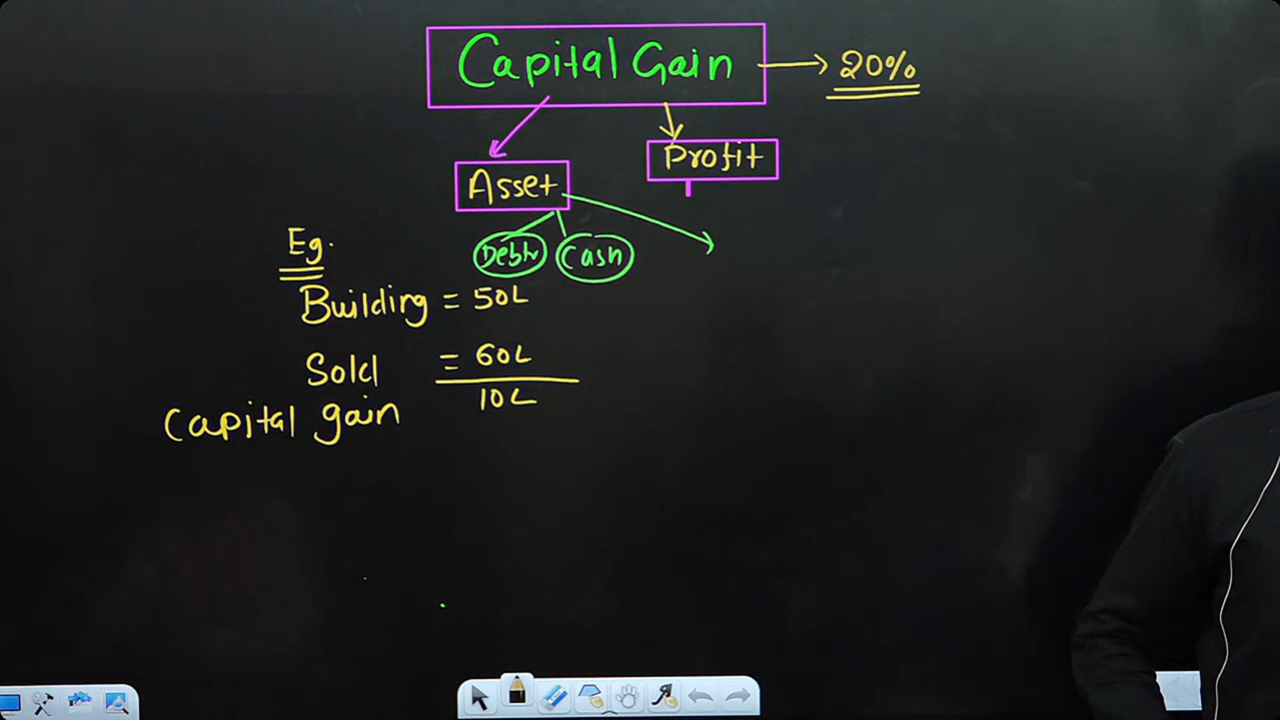 Capital Gain → 20%
Profit
Asset
Debtr Cash
Eg.
Building = 50L
Sold = 60L
Capital gain 10L